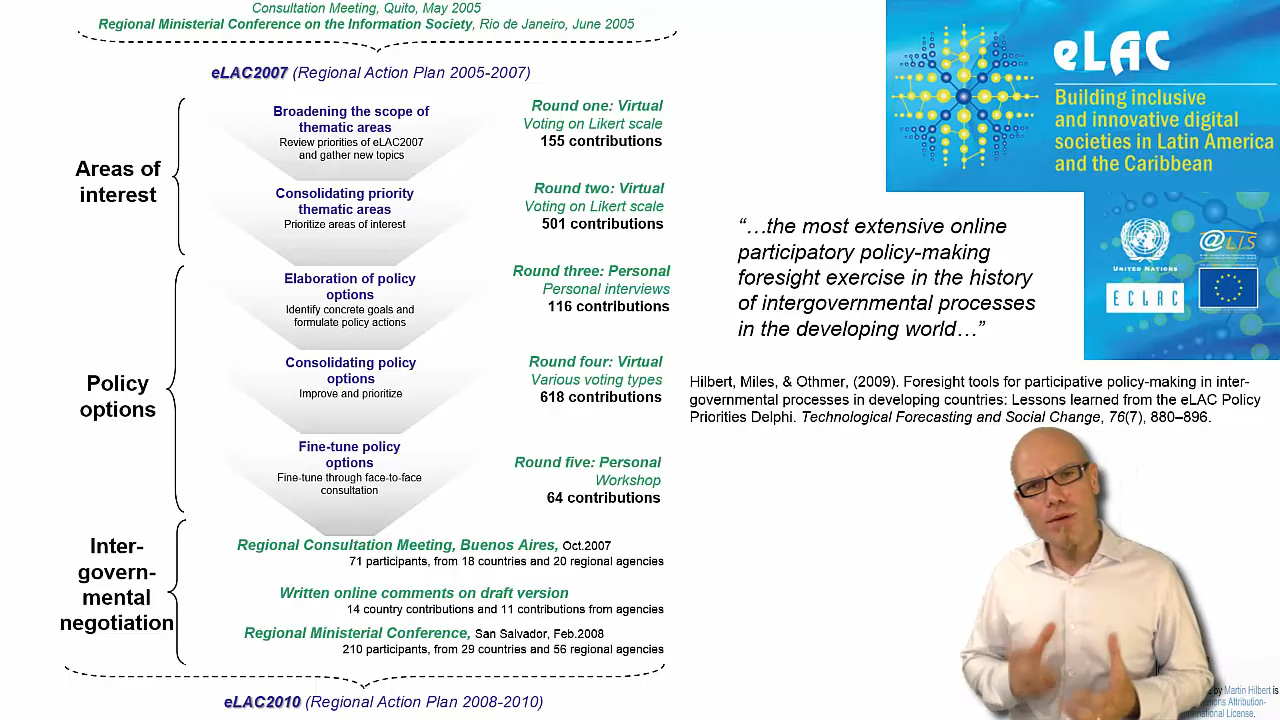 Consultation Meeting, Quito, May 2005
Regional Ministerial Conference on the Information Society, Rio de Janeiro, June 2005
eLAC2007 (Regional Action Plan 2005-2007)
Areas of
interest
Broadening the scope of
thematic areas
Review priorities of eLAC2007
and gather new topics
Round one: Virtual
Voting on Likert scale
155 contributions
Consolidating priority
thematic areas
Prioritize areas of interest
Round two: Virtual
Voting on Likert scale
501 contributions
Policy
options
Elaboration of policy
options
Identify concrete goals and
formulate policy actions
Round three: Personal
Personal interviews
116 contributions
Consolidating policy
options
Improve and prioritize
Round four: Virtual
Various voting types
618 contributions
Fine-tune policy
options
Fine-tune through face-to-face
consultation
Round five: Personal
Workshop
64 contributions
Inter-
govern-
mental
negotiation
Regional Consultation Meeting, Buenos Aires, Oct.2007
71 participants, from 18 countries and 20 regional agencies
Written online comments on draft version
14 country contributions and 11 contributions from agencies
Regional Ministerial Conference, San Salvador, Feb.2008
210 participants, from 29 countries and 56 regional agencies
eLAC2010 (Regional Action Plan 2008-2010)
eLAC
Building inclusive
and innovative digital
societies in Latin America
and the Caribbean
UNITED NATIONS
@LIS
ECLAC
“…the most extensive online
participatory policy-making
foresight exercise in the history
of intergovernmental processes
in the developing world…”
Hilbert, Miles, & Othmer, (2009). Foresight tools for participative policy-making in inter-
governmental processes in developing countries: Lessons learned from the eLAC Policy
Priorities Delphi. Technological Forecasting and Social Change, 76(7), 880–896.
by Martin Hilbert is
Attribution-
License.